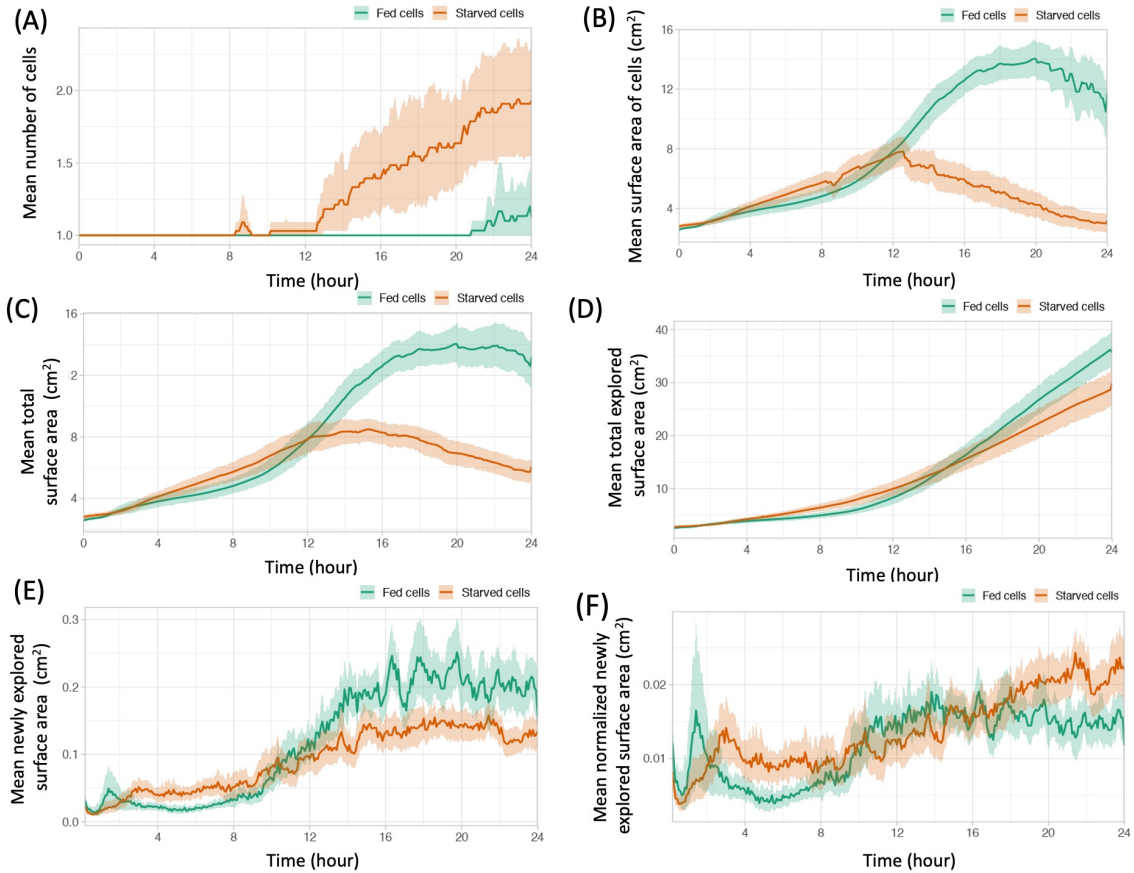 (A)
Fed cells Starved cells
Mean number of cells
2.0
1.5
1.0
0 4 8 12 16 20 24
Time (hour)
(B)
Fed cells Starved cells
Mean surface area of cells (cm²)
16
12
8
4
0 4 8 12 16 20 24
Time (hour)
(C)
Fed cells Starved cells
Mean total
surface area (cm²)
16
2
8
4
0 4 8 12 16 20 24
Time (hour)
(D)
Fed cells Starved cells
Mean total explored
surface area (cm²)
40
30
20
10
0 4 8 12 16 20 24
Time (hour)
(E)
Fed cells Starved cells
Mean newly explored
surface area (cm²)
0.3
0.2
0.1
0.0
4 8 12 16 20 24
Time (hour)
(F)
Fed cells Starved cells
Mean normalized newly
explored surface area (cm²)
0.02
0.01
4 8 12 16 20 24
Time (hour)